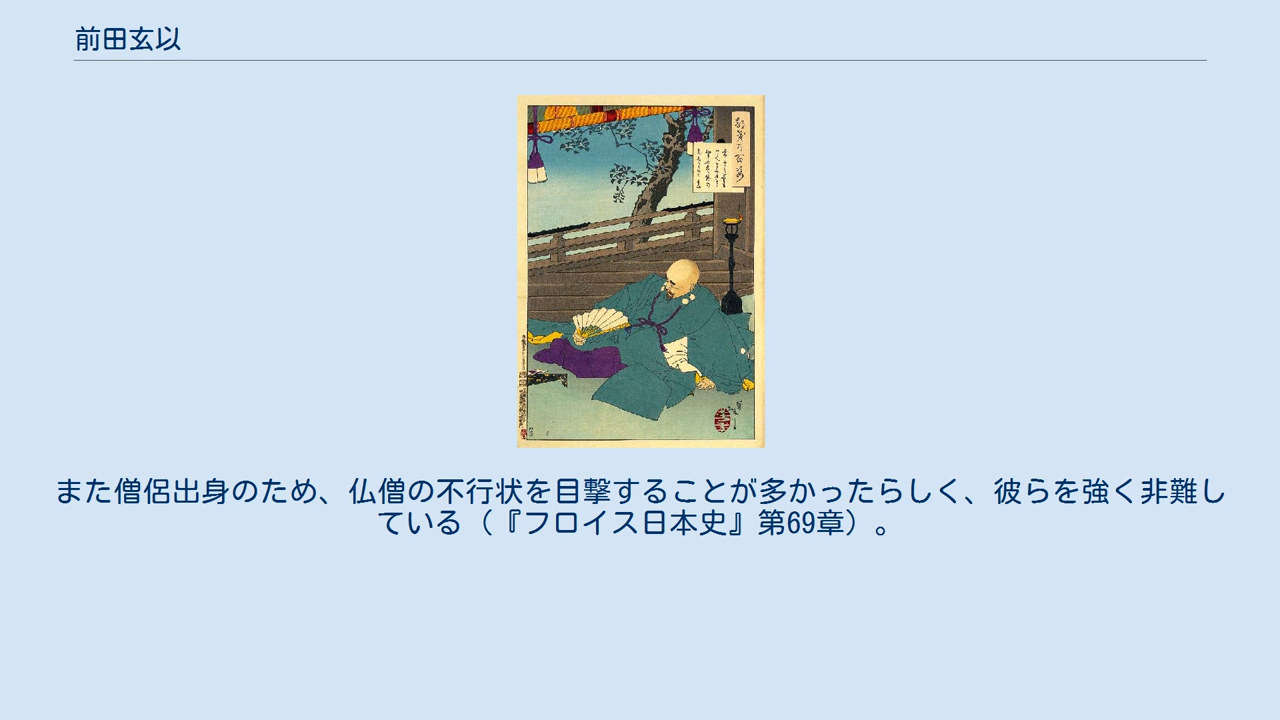 前田玄以
また僧侶出身のため、仏僧の不行状を目撃することが多かったらしく、彼らを強く非難し
ている（『フロイス日本史』第69章）。